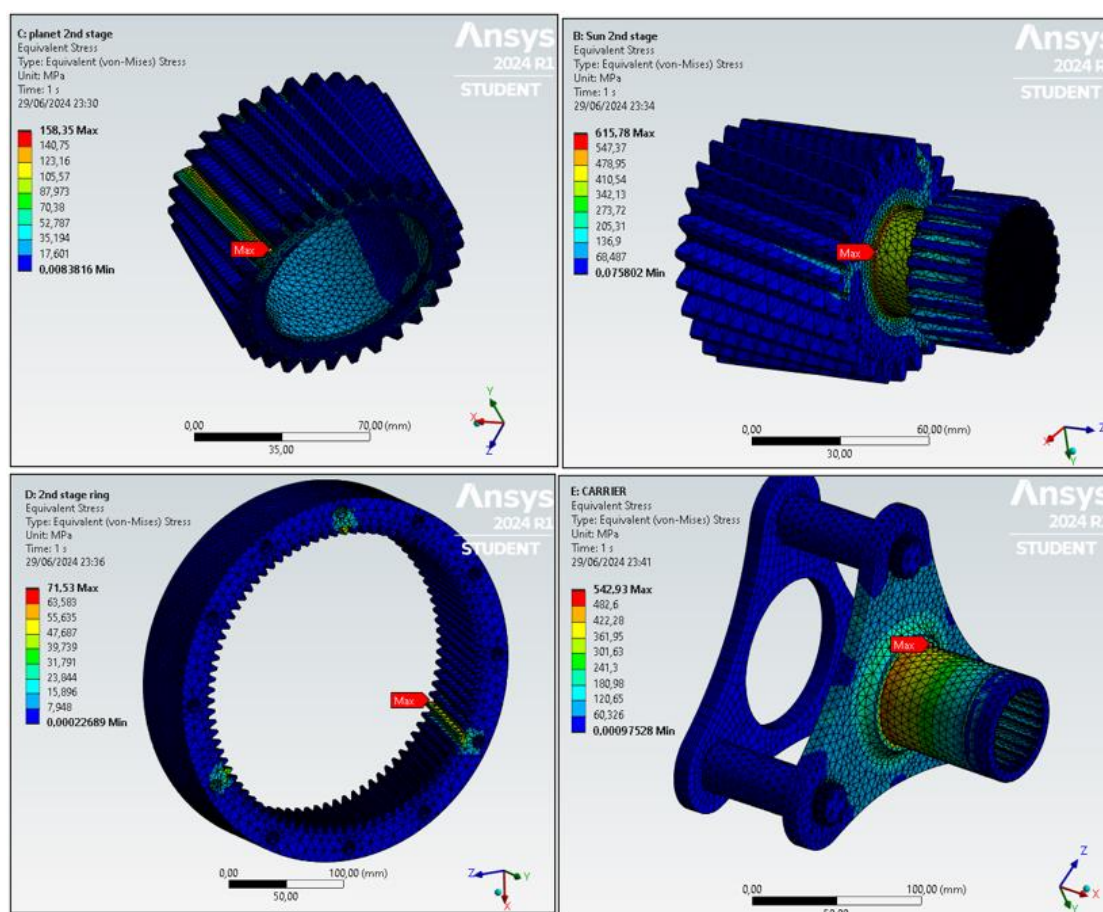 C: planet 2nd stage
Equivalent Stress
Type: Equivalent (von-Mises) Stress
Unit: MPa
Time: 1 s
29/06/2024 23:30
158,35 Max
140,75
123,16
105,57
87,973
70,38
52,787
35,194
17,601
0,0083816 Min
Ansys
2024 R1
STUDENT
Max
0,00
70,00 (mm)
35,00
X
Y
Z
B: Sun 2nd stage
Equivalent Stress
Type: Equivalent (von-Mises) Stress
Unit: MPa
Time: 1 s
29/06/2024 23:34
615,78 Max
547,37
478,95
410,54
342,13
273,72
205,31
136,9
68,487
0,075802 Min
Ansys
2024 R1
STUDENT
Max
0,00
60,00 (mm)
30,00
X
Y
Z
D: 2nd stage ring
Equivalent Stress
Type: Equivalent (von-Mises) Stress
Unit: MPa
Time: 1 s
29/06/2024 23:36
71,53 Max
63,583
55,635
47,687
39,739
31,791
23,844
15,896
7,948
0,00022689 Min
Ansys
2024 R1
STUDENT
Max
0,00
100,00 (mm)
50,00
Z
Y
X
E: CARRIER
Equivalent Stress
Type: Equivalent (von-Mises) Stress
Unit: MPa
Time: 1 s
29/06/2024 23:41
542,93 Max
482,6
422,28
361,95
301,63
241,3
180,98
120,65
60,326
0,00097528 Min
Ansys
2024 R1
STUDENT
Max
0,00
100,00 (mm)
Z
X
Y